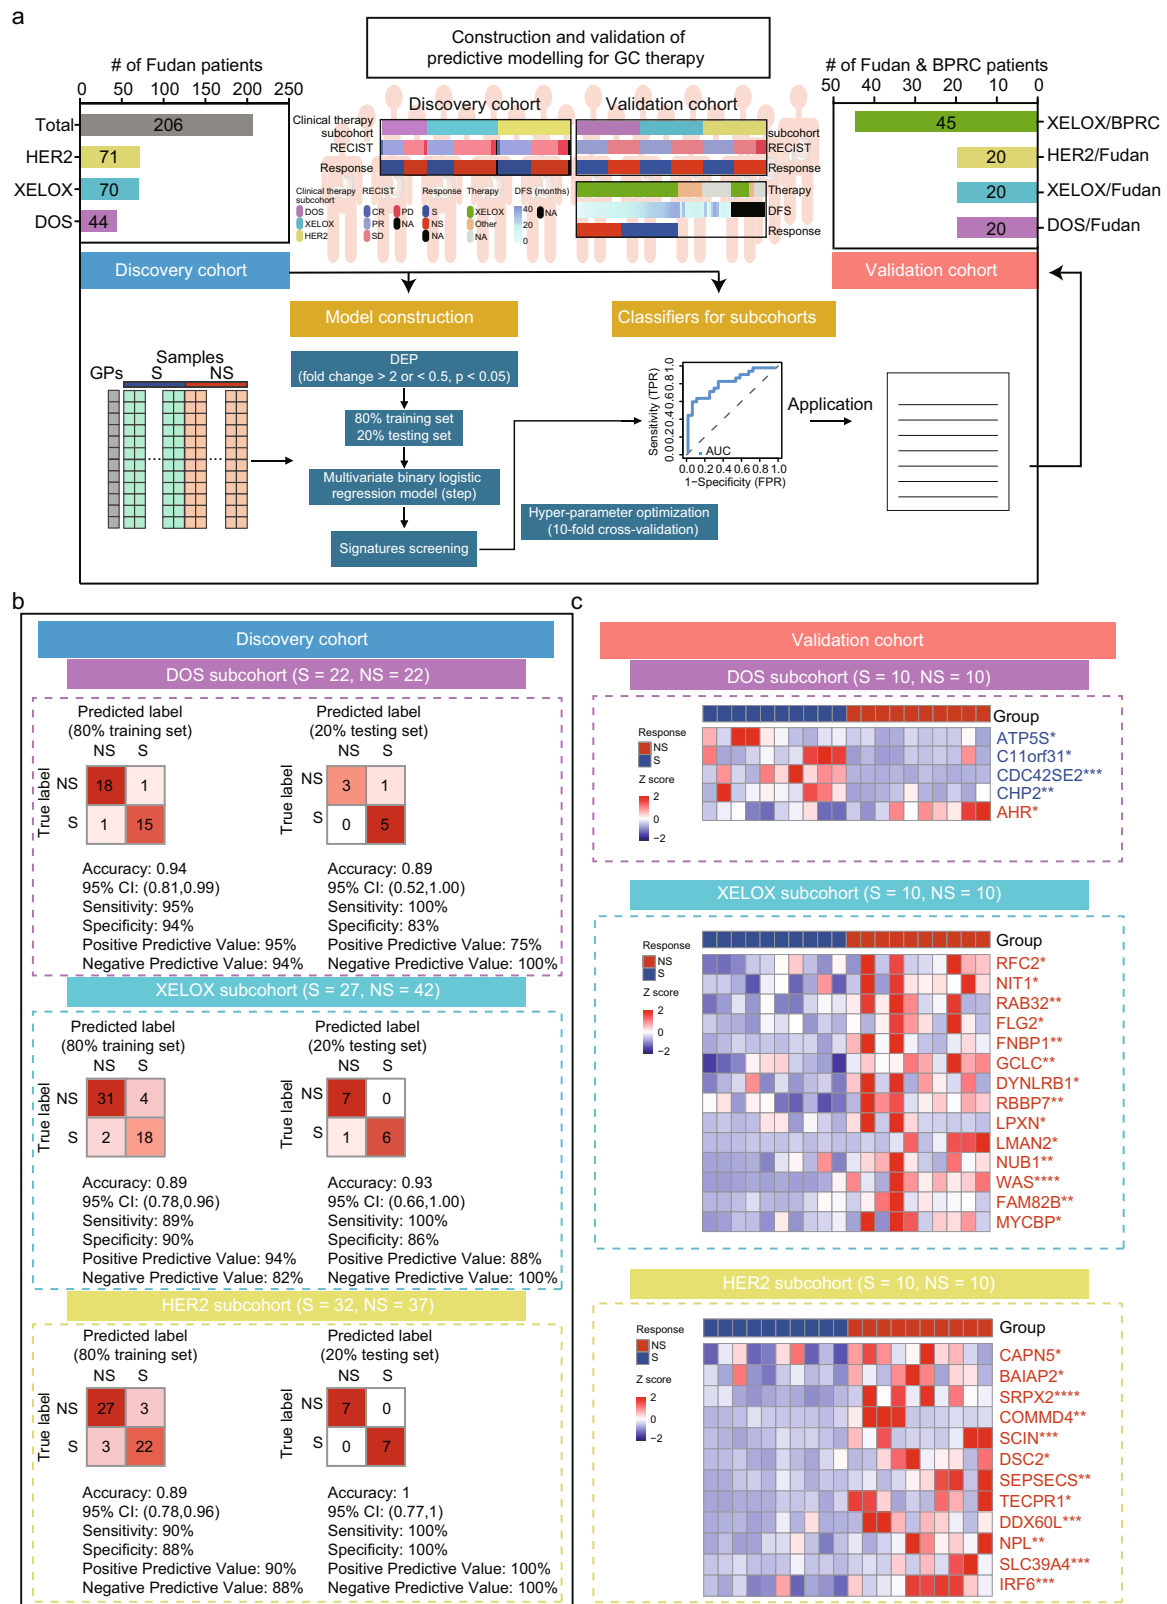 a
Construction and validation of
predictive modelling for GC therapy
# of Fudan patients
0 50 100 150 200 250
Total 206
HER2 71
XELOX 70
DOS 44
Discovery cohort
Discovery cohort Validation cohort
Clinical therapy
subcohort
RECIST
Response
subcohort
RECIST
Response
Therapy
DFS
Response
Clinical therapy
subcohort
DOS
XELOX
HER2
RECIST
CR PD
PR NA
SD
Response
S
NS
NA
Therapy
XELOX
Other
NA
DFS (months)
40
20
0
NA
# of Fudan & BPRC patients
50 40 30 20 10 0
45 XELOX/BPRC
20 HER2/Fudan
20 XELOX/Fudan
20 DOS/Fudan
Validation cohort
Model construction
Classifiers for subcohorts
Samples
GPs S NS
DEP
(fold change > 2 or < 0.5, p < 0.05)
80% training set
20% testing set
Multivariate binary logistic
regression model (step)
Signatures screening
Hyper-parameter optimization
(10-fold cross-validation)
Sensitivity (TPR)
0.0 0.2 0.4 0.6 0.8 1.0
AUC
0.0 0.2 0.4 0.6 0.8 1.0
1−Specificity (FPR)
Application
b
Discovery cohort
DOS subcohort (S = 22, NS = 22)
Predicted label
(80% training set)
NS S
True label
NS 18 1
S 1 15
Accuracy: 0.94
95% CI: (0.81,0.99)
Sensitivity: 95%
Specificity: 94%
Positive Predictive Value: 95%
Negative Predictive Value: 94%
Predicted label
(20% testing set)
NS S
True label
NS 3 1
S 0 5
Accuracy: 0.89
95% CI: (0.52,1.00)
Sensitivity: 100%
Specificity: 83%
Positive Predictive Value: 75%
Negative Predictive Value: 100%
XELOX subcohort (S = 27, NS = 42)
Predicted label
(80% training set)
NS S
True label
NS 31 4
S 2 18
Accuracy: 0.89
95% CI: (0.78,0.96)
Sensitivity: 89%
Specificity: 90%
Positive Predictive Value: 94%
Negative Predictive Value: 82%
Predicted label
(20% testing set)
NS S
True label
NS 7 0
S 1 6
Accuracy: 0.93
95% CI: (0.66,1.00)
Sensitivity: 100%
Specificity: 86%
Positive Predictive Value: 88%
Negative Predictive Value: 100%
HER2 subcohort (S = 32, NS = 37)
Predicted label
(80% training set)
NS S
True label
NS 27 3
S 3 22
Accuracy: 0.89
95% CI: (0.78,0.96)
Sensitivity: 90%
Specificity: 88%
Positive Predictive Value: 90%
Negative Predictive Value: 88%
Predicted label
(20% testing set)
NS S
True label
NS 7 0
S 0 7
Accuracy: 1
95% CI: (0.77,1)
Sensitivity: 100%
Specificity: 100%
Positive Predictive Value: 100%
Negative Predictive Value: 100%
c
Validation cohort
DOS subcohort (S = 10, NS = 10)
Response
NS
S
Z score
2
0
−2
Group
ATP5S*
C11orf31*
CDC42SE2***
CHP2**
AHR*
XELOX subcohort (S = 10, NS = 10)
Response
NS
S
Z score
2
0
−2
Group
RFC2*
NIT1*
RAB32**
FLG2*
FNBP1**
GCLC**
DYNLRB1*
RBBP7**
LPXN*
LMAN2*
NUB1**
WAS****
FAM82B**
MYCBP*
HER2 subcohort (S = 10, NS = 10)
Response
NS
S
Z score
2
0
−2
Group
CAPN5*
BAIAP2*
SRPX2****
COMMD4**
SCIN***
DSC2*
SEPSECS**
TECPR1*
DDX60L***
NPL**
SLC39A4***
IRF6***